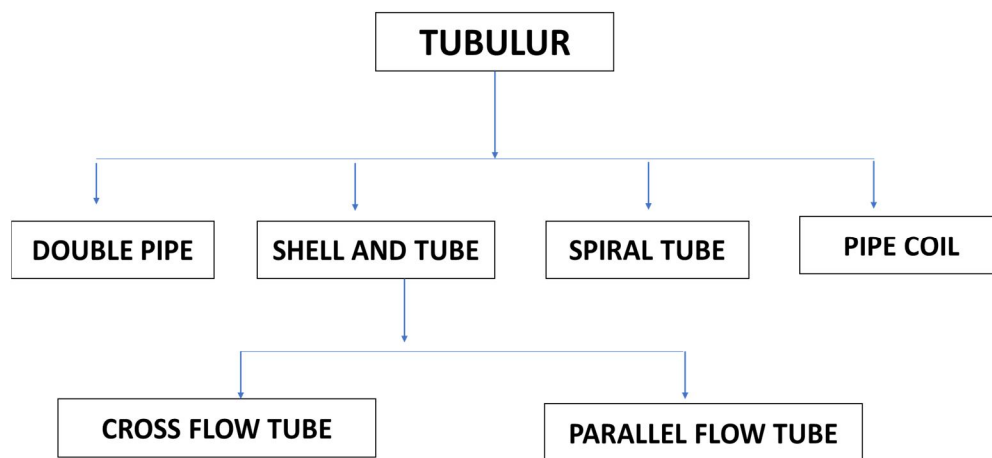 TUBULUR
DOUBLE PIPE
SHELL AND TUBE
SPIRAL TUBE
PIPE COIL
CROSS FLOW TUBE
PARALLEL FLOW TUBE